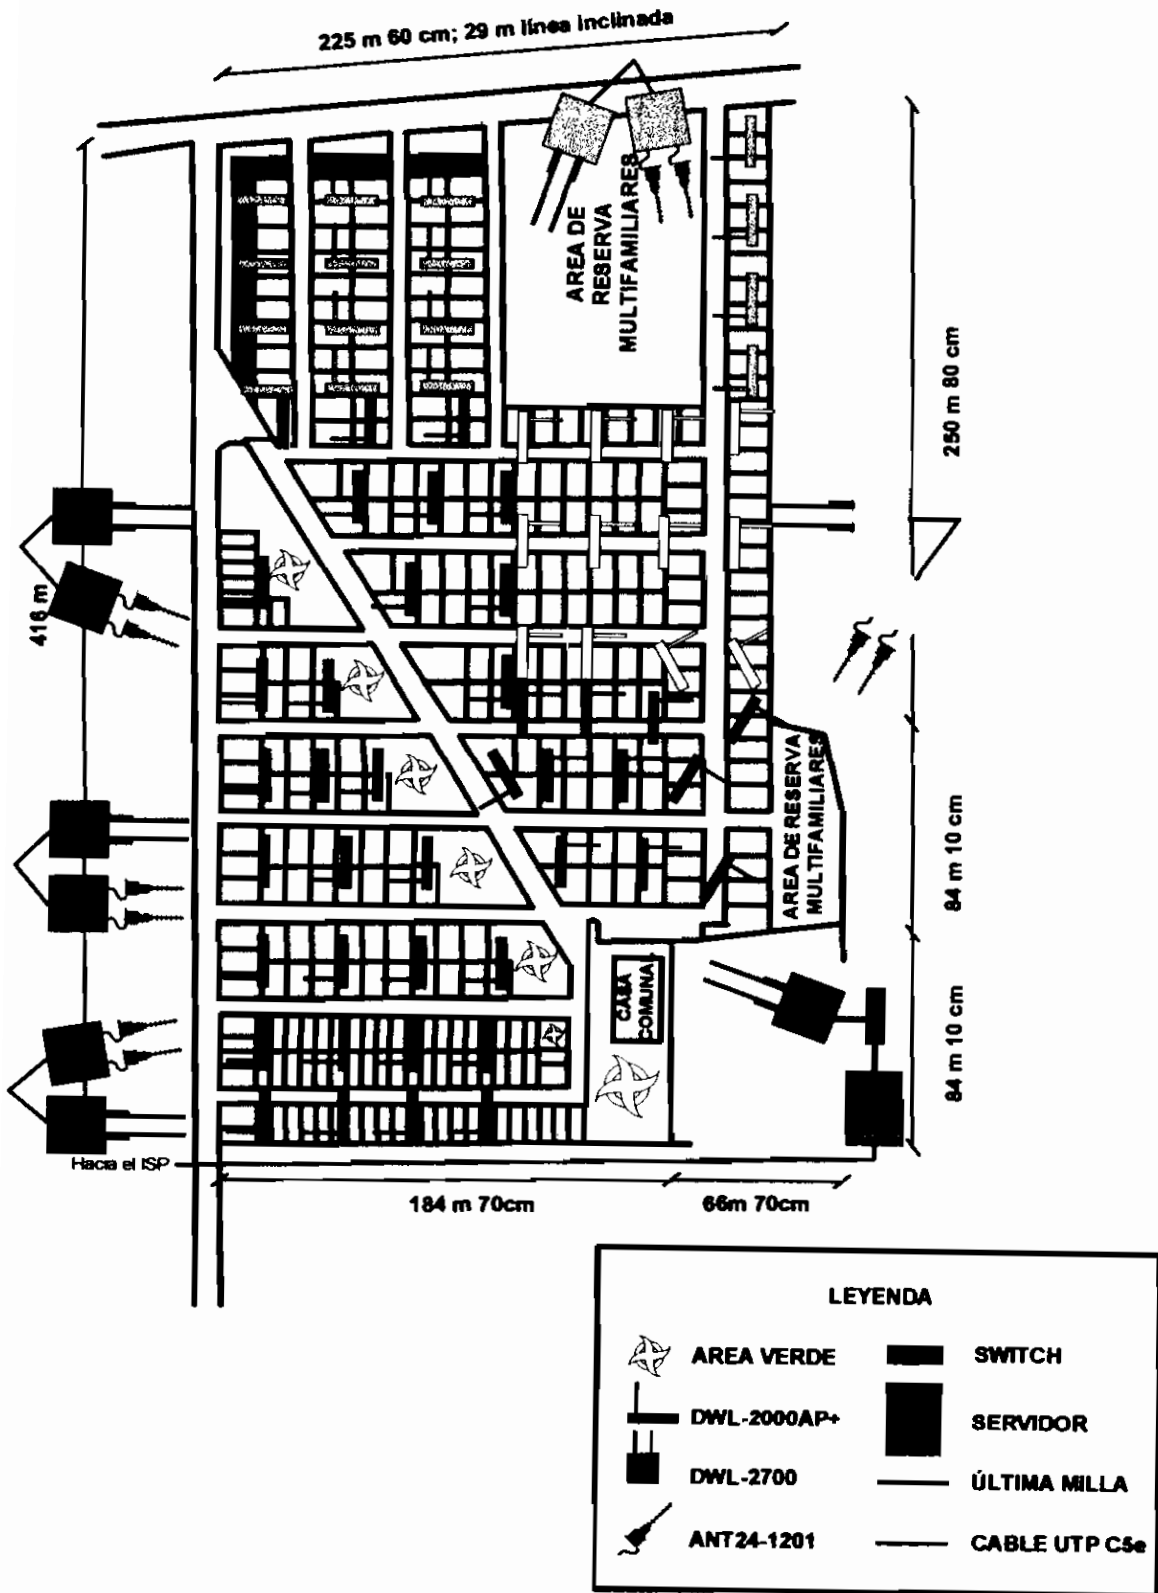 225 m 60 cm; 29 m línea inclinada
AREA DE
RESERVA
MULTIFAMILIARES
250 m 80 cm
416 m
AREA DE RESERVA
MULTIFAMILIARES
84 m 10 cm
CASA
COMUNAL
84 m 10 cm
Hacia el ISP
184 m 70cm
66m 70cm
LEYENDA
AREA VERDE
SWITCH
DWL-2000AP+
SERVIDOR
DWL-2700
ÚLTIMA MILLA
ANT24-1201
CABLE UTP C5e